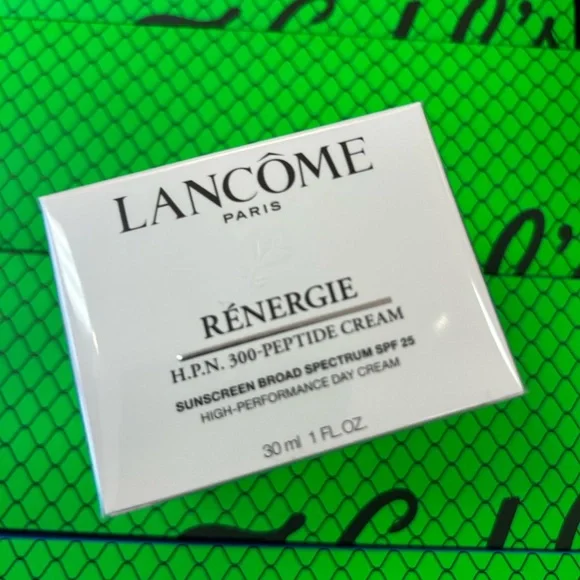 LANCÔME
PARIS
RÉNERGIE
H.P.N. 300-PEPTIDE CREAM
SUNSCREEN BROAD SPECTRUM SPF 25
HIGH-PERFORMANCE DAY CREAM
30 ml 1 FL.OZ.